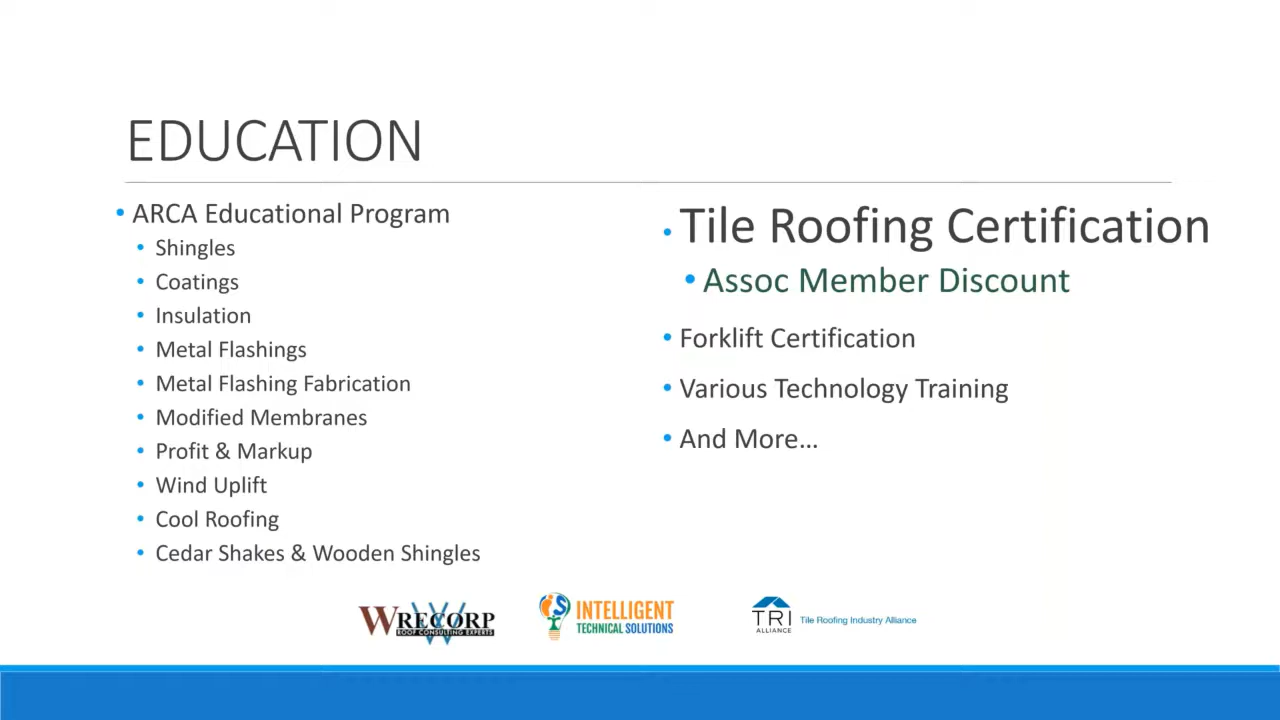 EDUCATION
• ARCA Educational Program
• Shingles
• Coatings
• Insulation
• Metal Flashings
• Metal Flashing Fabrication
• Modified Membranes
• Profit & Markup
• Wind Uplift
• Cool Roofing
• Cedar Shakes & Wooden Shingles
• Tile Roofing Certification
• Assoc Member Discount
• Forklift Certification
• Various Technology Training
• And More…
WRECORP
ROOF CONSULTING EXPERTS
INTELLIGENT
TECHNICAL SOLUTIONS
TRI
ALLIANCE
Tile Roofing Industry Alliance